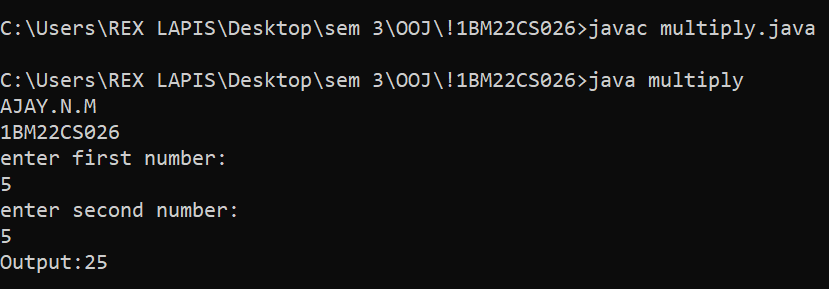 C:\Users\REX LAPIS\Desktop\sem 3\OOJ\!1BM22CS026>javac multiply.java
C:\Users\REX LAPIS\Desktop\sem 3\OOJ\!1BM22CS026>java multiply
AJAY.N.M
1BM22CS026
enter first number:
5
enter second number:
5
Output:25